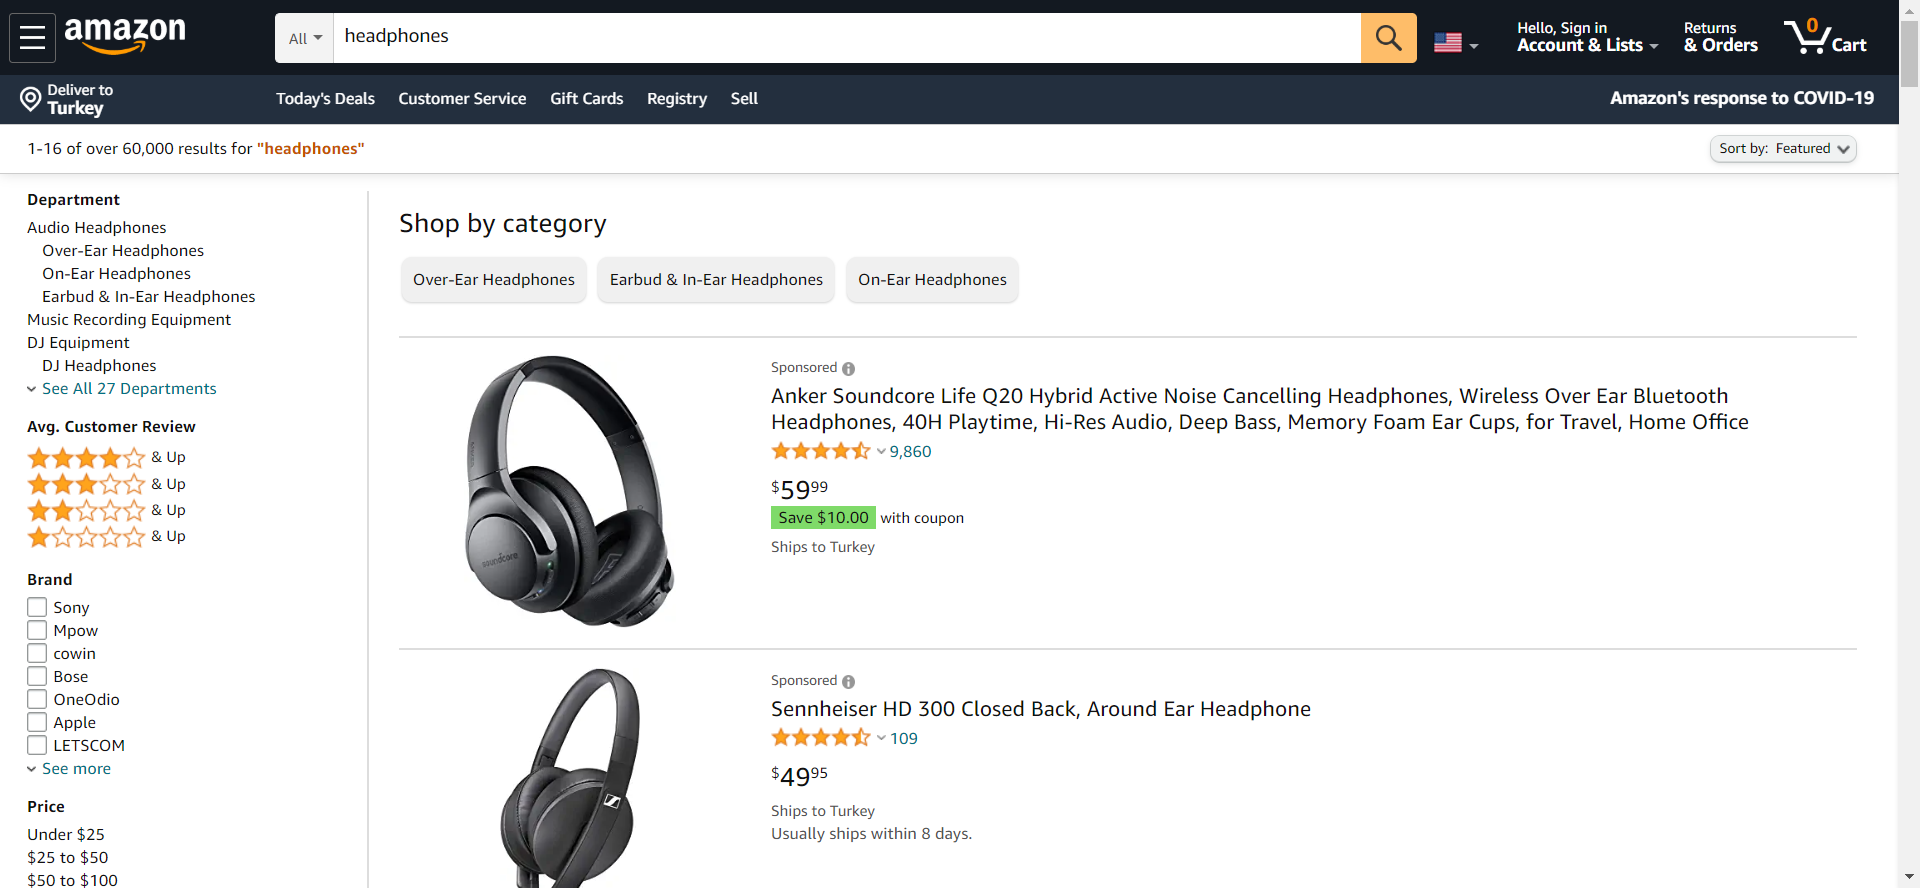 amazon
All
headphones
Hello, Sign in
Account & Lists
Returns
& Orders
0
Cart
Deliver to
Turkey
Today's Deals
Customer Service
Gift Cards
Registry
Sell
Amazon's response to COVID-19
1-16 of over 60,000 results for "headphones"
Sort by: Featured
Department
Audio Headphones
Over-Ear Headphones
On-Ear Headphones
Earbud & In-Ear Headphones
Music Recording Equipment
DJ Equipment
DJ Headphones
See All 27 Departments
Avg. Customer Review
& Up
& Up
& Up
& Up
Brand
Sony
Mpow
cowin
Bose
OneOdio
Apple
LETSCOM
See more
Price
Under $25
$25 to $50
$50 to $100
Shop by category
Over-Ear Headphones
Earbud & In-Ear Headphones
On-Ear Headphones
soundcore
Sponsored
Anker Soundcore Life Q20 Hybrid Active Noise Cancelling Headphones, Wireless Over Ear Bluetooth
Headphones, 40H Playtime, Hi-Res Audio, Deep Bass, Memory Foam Ear Cups, for Travel, Home Office
9,860
$5999
Save $10.00 with coupon
Ships to Turkey
Sponsored
Sennheiser HD 300 Closed Back, Around Ear Headphone
109
$4995
Ships to Turkey
Usually ships within 8 days.